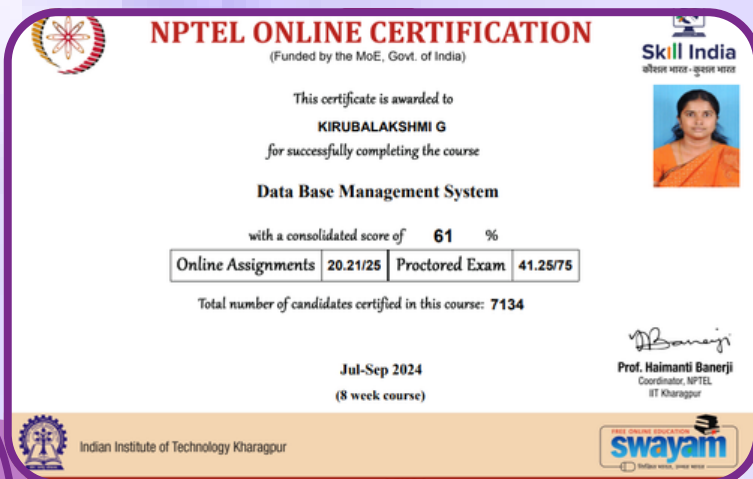 NPTEL ONLINE CERTIFICATION
(Funded by the MoE, Govt. of India)
Skill India
कौशल भारत - कुशल भारत
This certificate is awarded to
KIRUBALAKSHMI G
for successfully completing the course
Data Base Management System
with a consolidated score of 61 %
Online Assignments 20.21/25 Proctored Exam 41.25/75
Total number of candidates certified in this course: 7134
Jul-Sep 2024
(8 week course)
Prof. Haimanti Banerji
Coordinator, NPTEL
IIT Kharagpur
Indian Institute of Technology Kharagpur
FREE ONLINE EDUCATION
swayam
शिक्षित भारत, उन्नत भारत